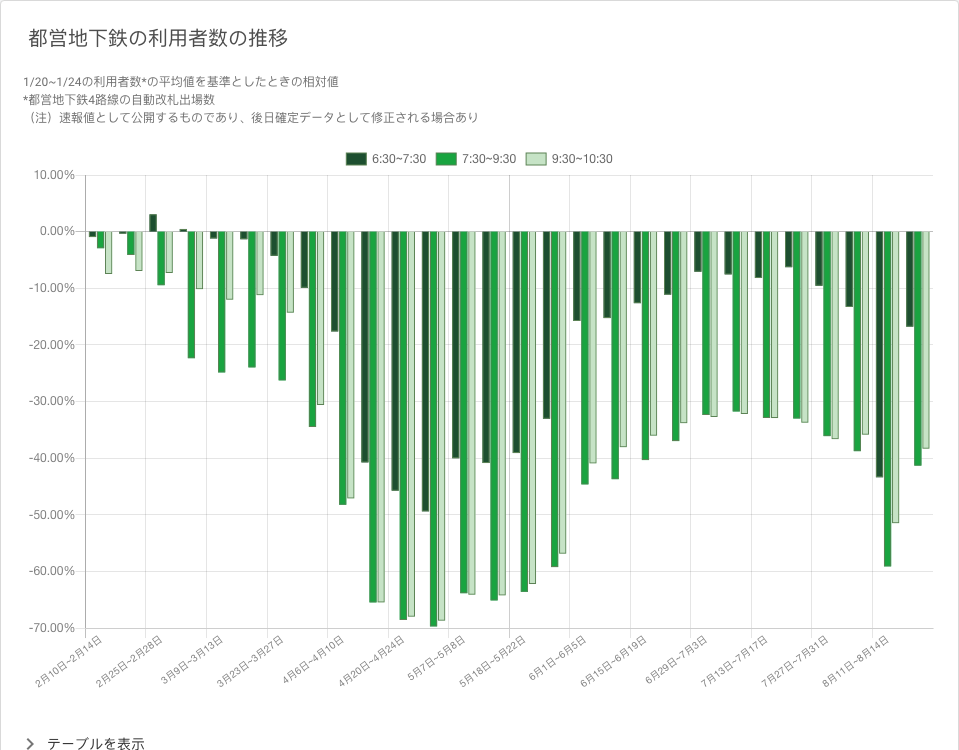 都営地下鉄の利用者数の推移
1/20~1/24の利用者数*の平均値を基準としたときの相対値
*都営地下鉄4路線の自動改札出場数
（注）速報値として公開するものであり、後日確定データとして修正される場合あり
6:30~7:30 7:30~9:30 9:30~10:30
10.00%
0.00%
-10.00%
-20.00%
-30.00%
-40.00%
-50.00%
-60.00%
-70.00%
2月10日~2月14日
2月25日~2月28日
3月9日~3月13日
3月23日~3月27日
4月6日~4月10日
4月20日~4月24日
5月7日~5月8日
5月18日~5月22日
6月1日~6月5日
6月15日~6月19日
6月29日~7月3日
7月13日~7月17日
7月27日~7月31日
8月11日~8月14日
テーブルを表示